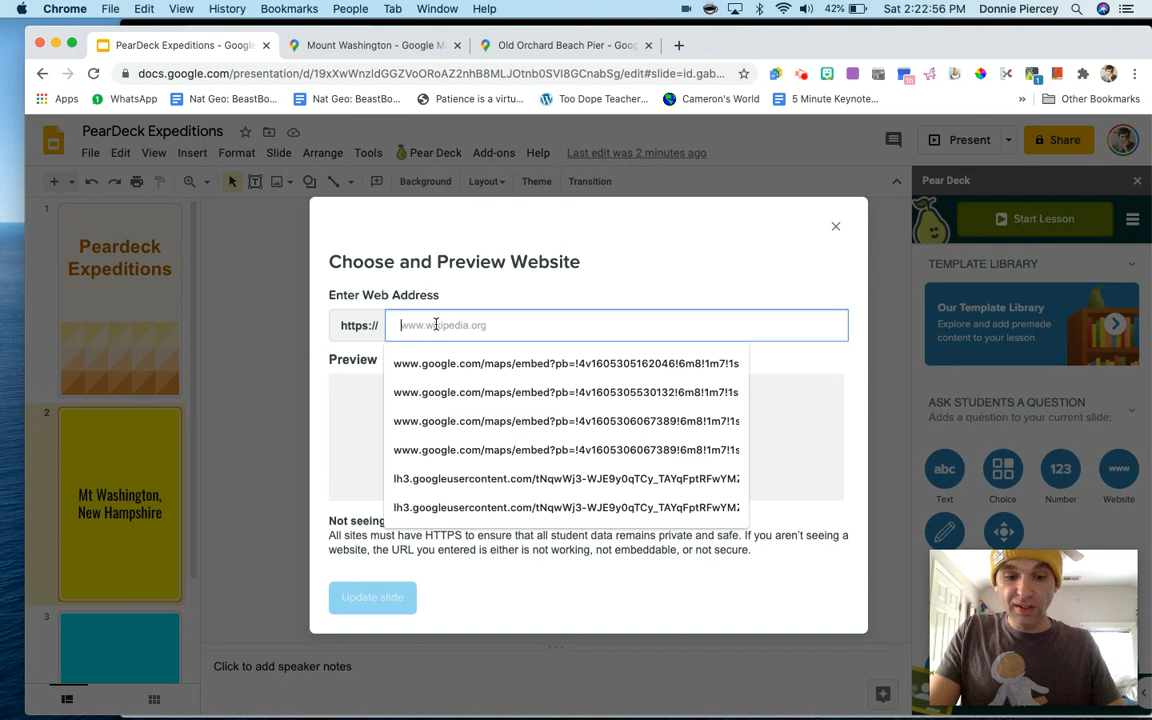 Chrome File Edit View History Bookmarks People Tab Window Help 42% Sat 2:22:56 PM Donnie Piercey
PearDeck Expeditions - Google Mount Washington - Google M Old Orchard Beach Pier - Goog
docs.google.com/presentation/d/19xXwWnzldGGZVoORoAZ2nhB8MLJOtnb0SVI8GCnabSg/edit#slide=id.gab...
Apps WhatsApp Nat Geo: BeastBo... Nat Geo: BeastBo... Patience is a virtu... Too Dope Teacher... Cameron's World 5 Minute Keynote... » Other Bookmarks
PearDeck Expeditions
File Edit View Insert Format Slide Arrange Tools Pear Deck Add-ons Help Last edit was 2 minutes ago
Present Share
Background Layout Theme Transition
Pear Deck
Start Lesson
TEMPLATE LIBRARY
Our Template Library
Explore and add premade
content to your lesson
ASK STUDENTS A QUESTION
Adds a question to your current slide:
abc 123 www
Text Choice Number Website
1
Peardeck
Expeditions
2
Mt Washington,
New Hampshire
3
Choose and Preview Website
Enter Web Address
https:// www.wikipedia.org
Preview
www.google.com/maps/embed?pb=!4v1605305162046!6m8!1m7!1s
www.google.com/maps/embed?pb=!4v1605305530132!6m8!1m7!1s
www.google.com/maps/embed?pb=!4v1605306067389!6m8!1m7!1s
www.google.com/maps/embed?pb=!4v1605306067389!6m8!1m7!1s
lh3.googleusercontent.com/tNqwWj3-WJE9y0qTCy_TAYqFptRFwYMZ
lh3.googleusercontent.com/tNqwWj3-WJE9y0qTCy_TAYqFptRFwYMZ
Not seeing
All sites must have HTTPS to ensure that all student data remains private and safe. If you aren't seeing a
website, the URL you entered is either is not working, not embeddable, or not secure.
Update slide
Click to add speaker notes